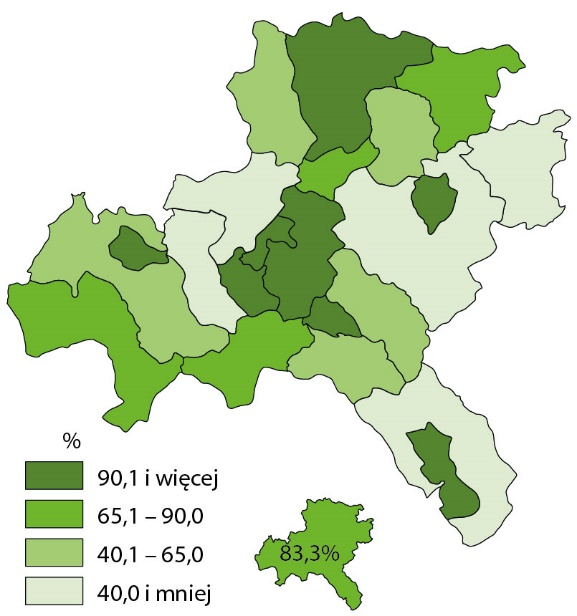 %
90,1 i więcej
65,1 – 90,0
40,1 – 65,0
40,0 i mniej
83,3%